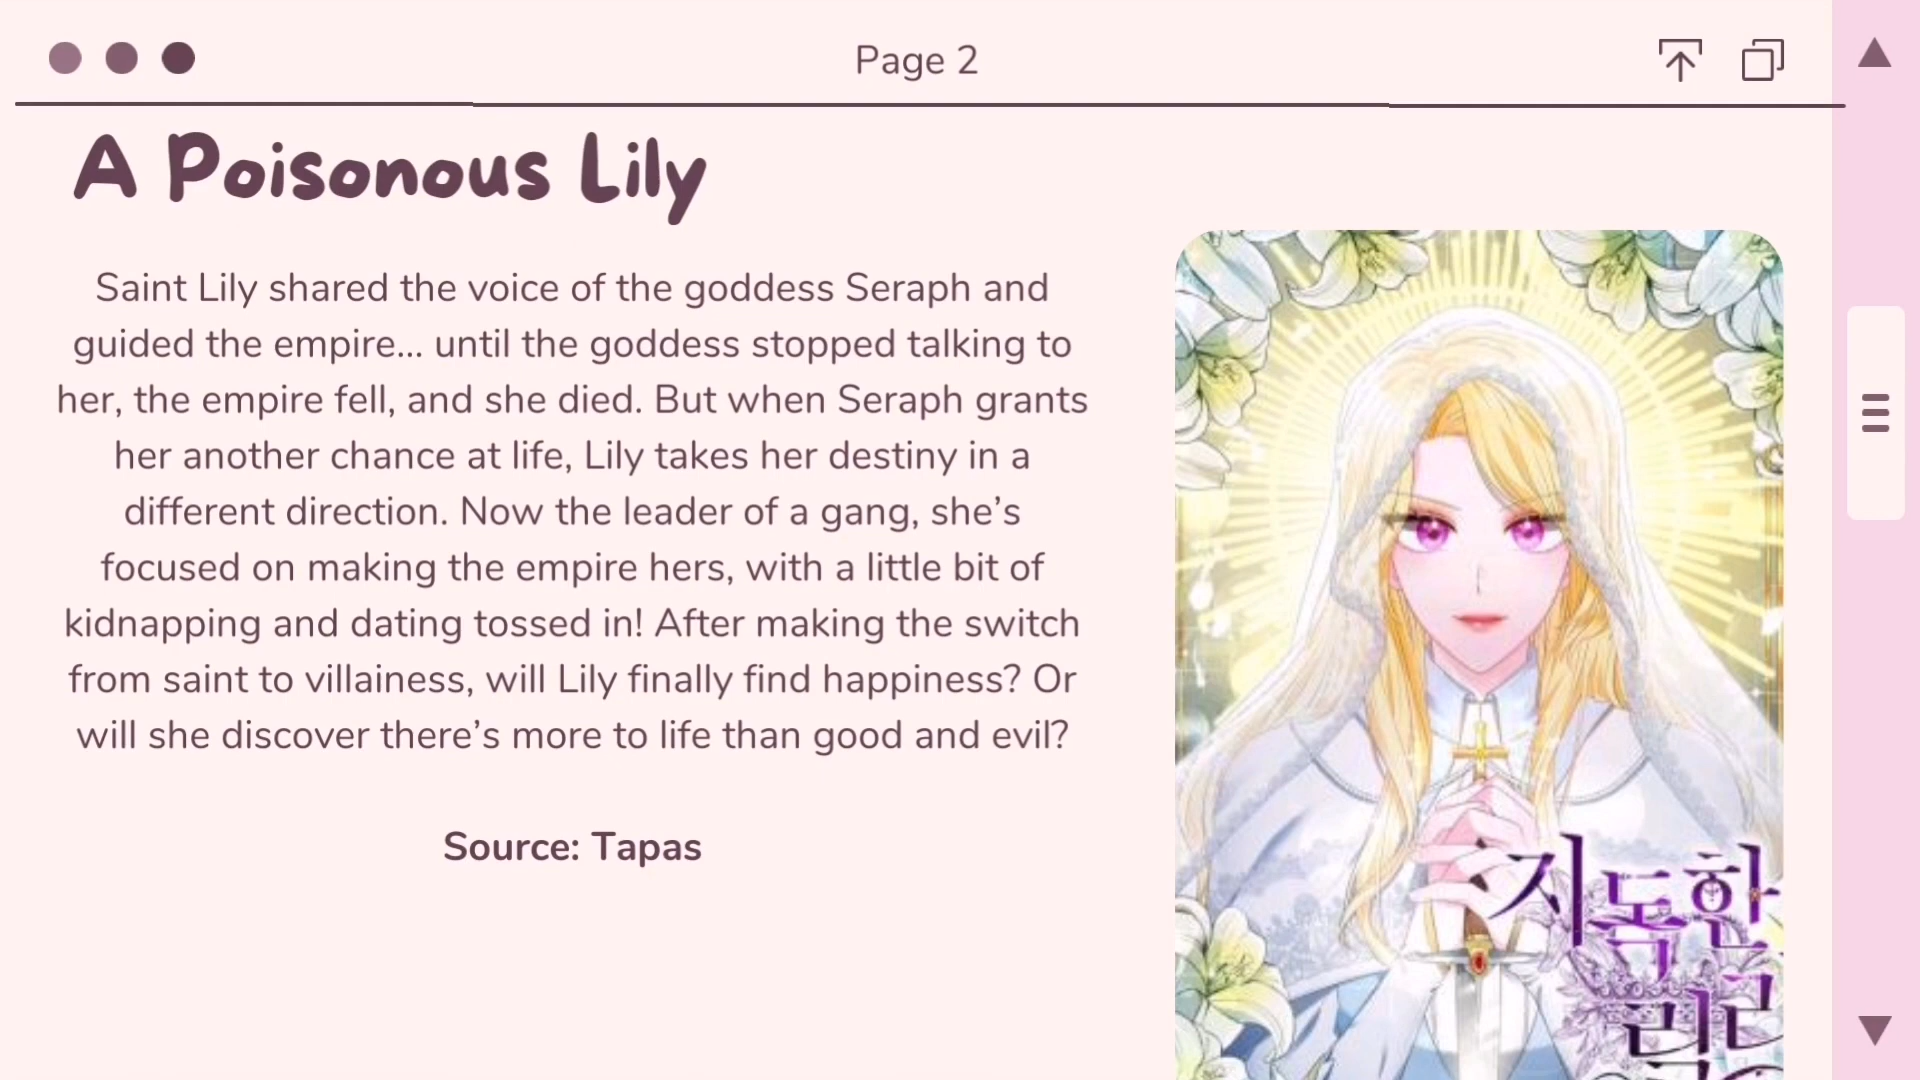 Page 2
A Poisonous Lily
Saint Lily shared the voice of the goddess Seraph and
guided the empire... until the goddess stopped talking to
her, the empire fell, and she died. But when Seraph grants
her another chance at life, Lily takes her destiny in a
different direction. Now the leader of a gang, she’s
focused on making the empire hers, with a little bit of
kidnapping and dating tossed in! After making the switch
from saint to villainess, will Lily finally find happiness? Or
will she discover there’s more to life than good and evil?
Source: Tapas
지독한